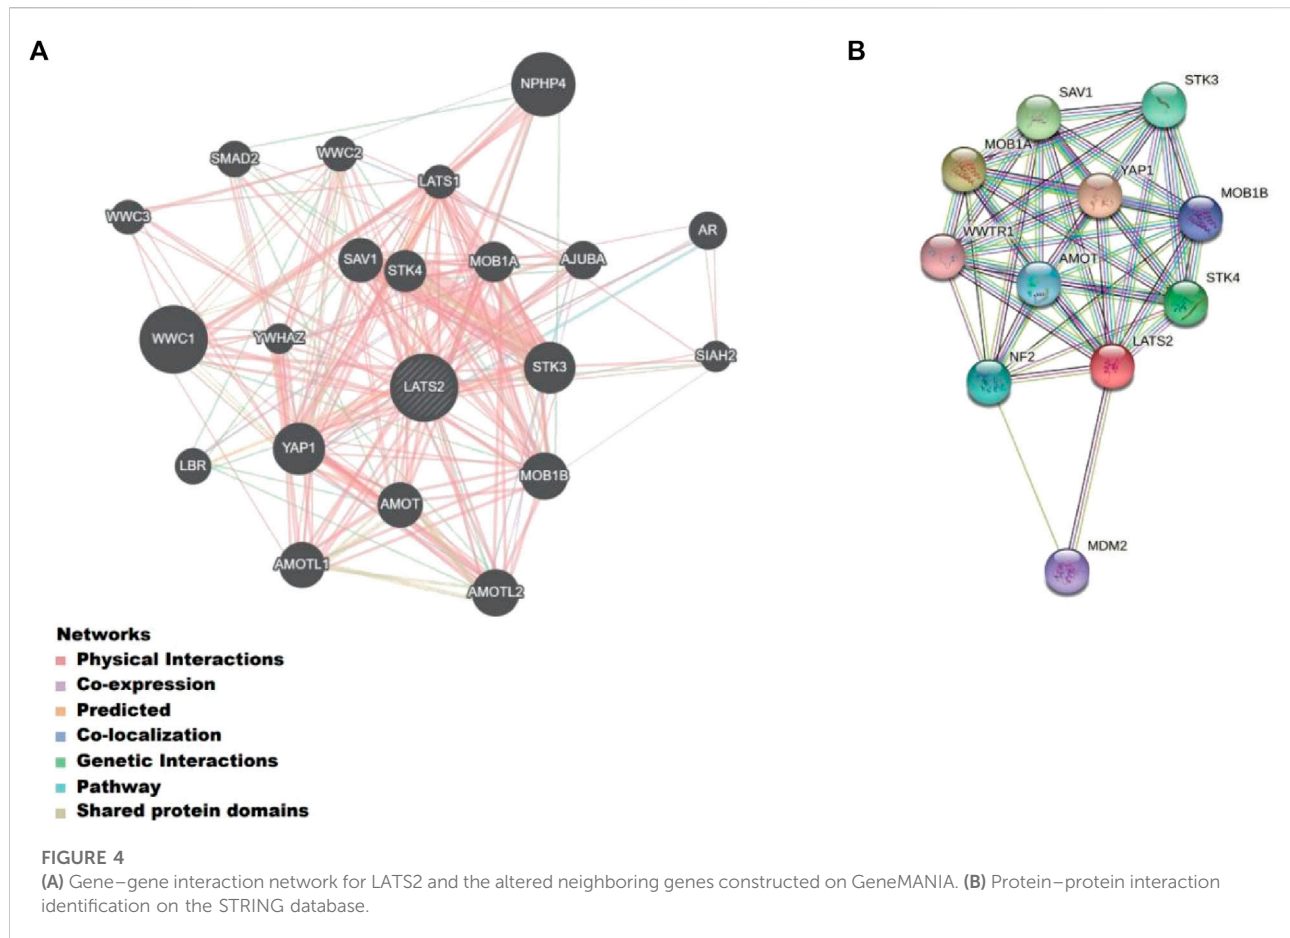 A
B
NPHP4
SMAD2
WWC2
LATS1
WWC3
AR
SAV1
STK4
MOB1A
AJUBA
WWC1
YWHAZ
SIAH2
STK3
LATS2
YAP1
LBR
MOB1B
AMOT
AMOTL1
AMOTL2
STK3
SAV1
MOB1A
YAP1
MOB1B
WWTR1
AMOT
STK4
LATS2
NF2
MDM2
Networks
Physical Interactions
Co-expression
Predicted
Co-localization
Genetic Interactions
Pathway
Shared protein domains
FIGURE 4
(A) Gene–gene interaction network for LATS2 and the altered neighboring genes constructed on GeneMANIA. (B) Protein–protein interaction
identification on the STRING database.